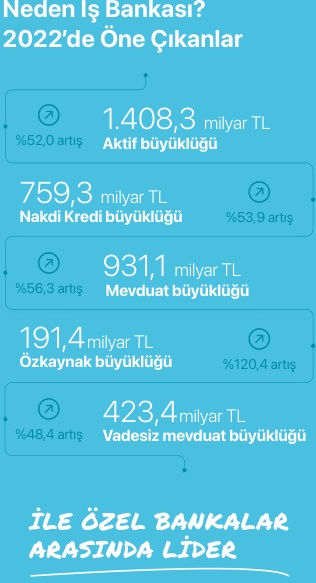 Neden İş Bankası?
2022'de Öne Çıkanlar
1.408,3 milyar TL
%52,0 artış Aktif büyüklüğü
759,3 milyar TL
Nakdi Kredi büyüklüğü %53,9 artış
931,1 milyar TL
%56,3 artış Mevduat büyüklüğü
191,4 milyar TL
Özkaynak büyüklüğü %120,4 artış
423,4 milyar TL
%48,4 artış Vadesiz mevduat büyüklüğü
İLE ÖZEL BANKALAR
ARASINDA LİDER